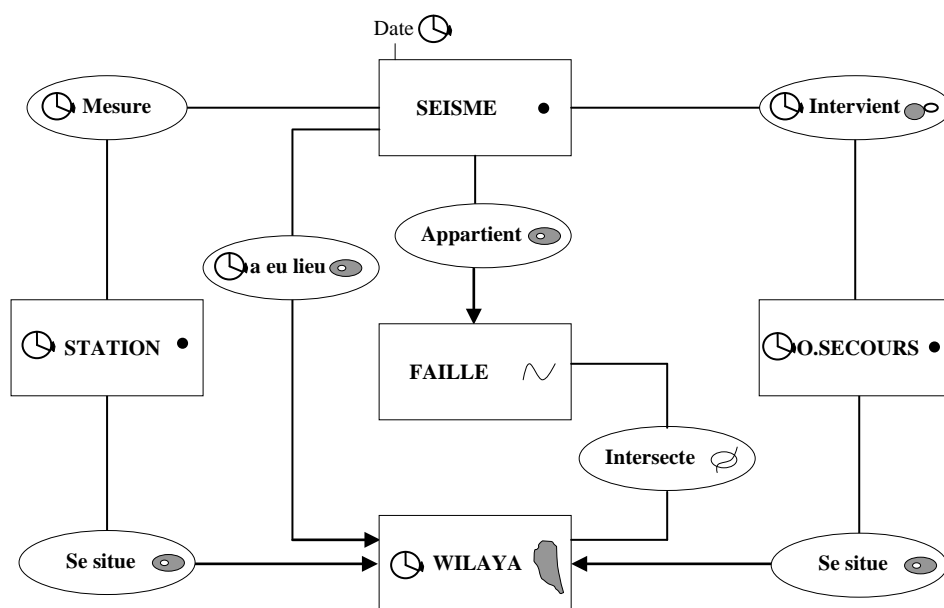 Date
Mesure
SEISME
Intervient
Appartient
a eu lieu
STATION
FAILLE
O.SECOURS
Intersecte
Se situe
WILAYA
Se situe